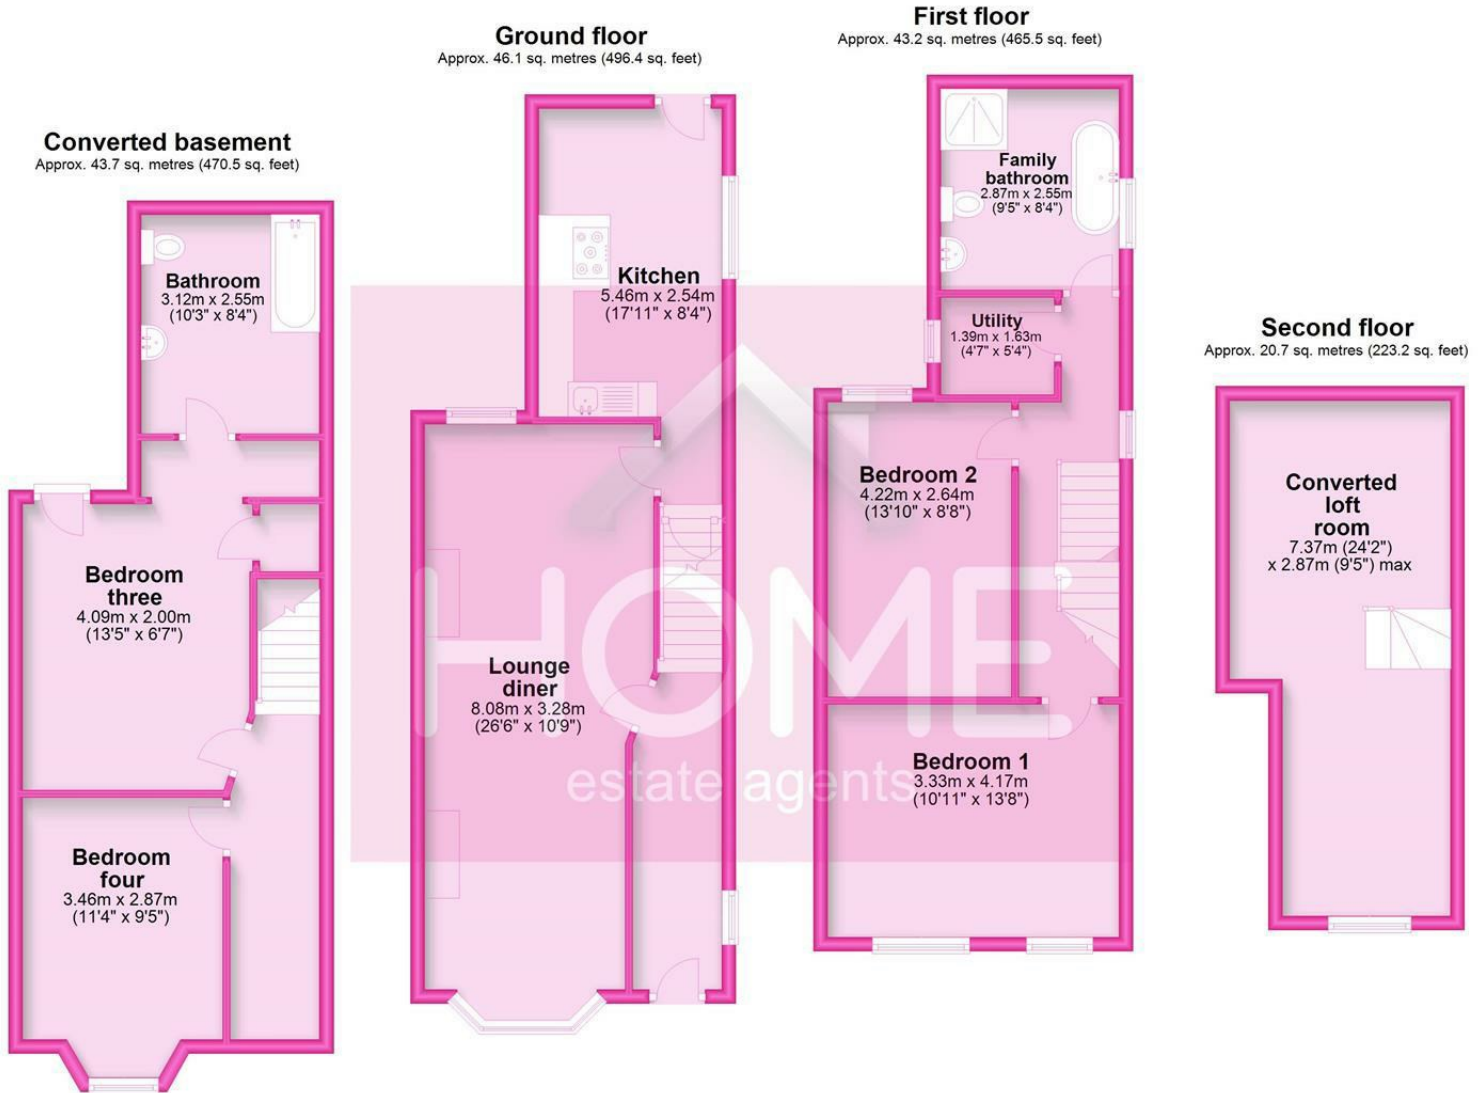 Converted basement
Approx. 43.7 sq. metres (470.5 sq. feet)
Bathroom
3.12m x 2.55m
(10'3" x 8'4")
Bedroom
three
4.09m x 2.00m
(13'5" x 6'7")
Bedroom
four
3.46m x 2.87m
(11'4" x 9'5")
Ground floor
Approx. 46.1 sq. metres (496.4 sq. feet)
Kitchen
5.46m x 2.54m
(17'11" x 8'4")
Lounge
diner
8.08m x 3.28m
(26'6" x 10'9")
First floor
Approx. 43.2 sq. metres (465.5 sq. feet)
Family
bathroom
2.87m x 2.55m
(9'5" x 8'4")
Utility
1.39m x 1.63m
(4'7" x 5'4")
Bedroom 2
4.22m x 2.64m
(13'10" x 8'8")
Bedroom 1
3.33m x 4.17m
(10'11" x 13'8")
Second floor
Approx. 20.7 sq. metres (223.2 sq. feet)
Converted
loft
room
7.37m (24'2")
x 2.87m (9'5") max
HOME
estate agents